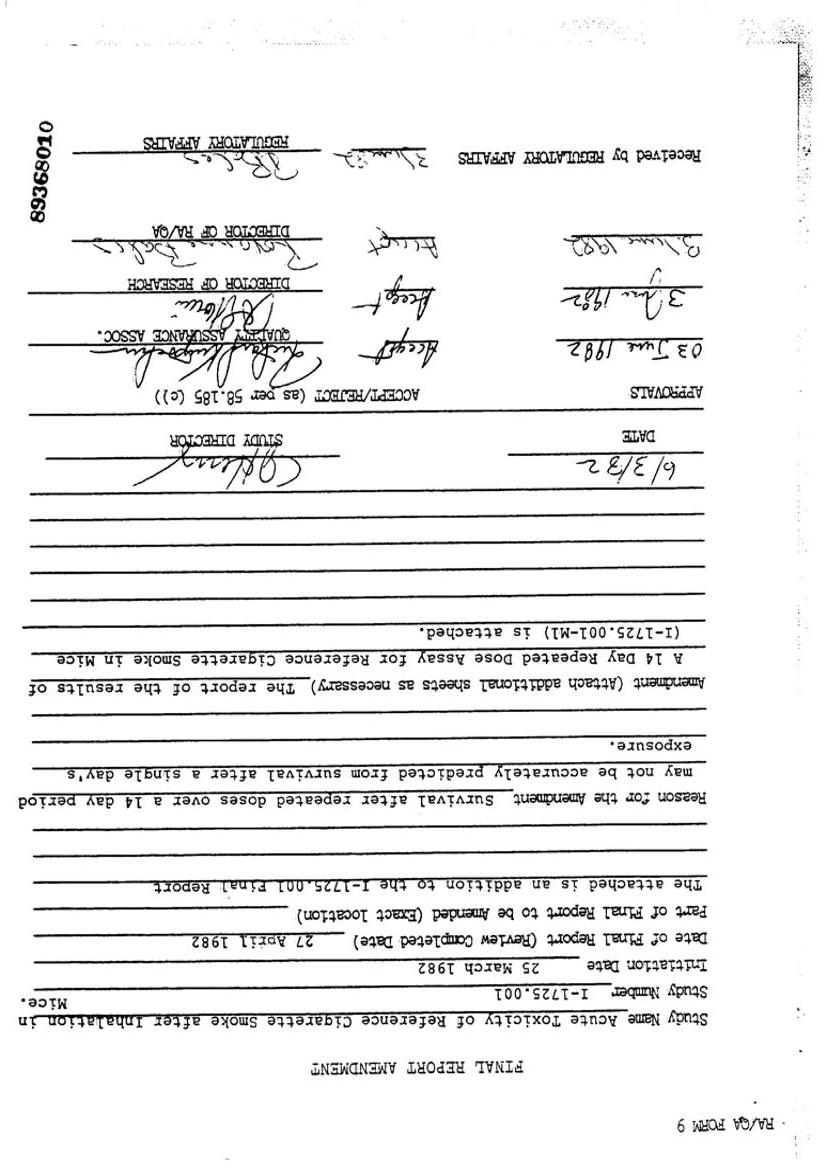 RA/QA FORM 9
FINAL REPORT AMENDMENT
Study Name Acute Toxicity of Reference Cigarette Smoke after Inhalation in Mice.
Study Number I-1725.001
Initiation Date 25 March 1982
Date of Final Report (Review Completed Date) 27 April 1982
Part of Final Report to be Amended (Exact location)
The attached is an addition to the I-1725.001 Final Report
Reason for the Amendment Survival after repeated doses over a 14 day period
may not be accurately predicted from survival after a single day's
exposure.
Amendment (Attach additional sheets as necessary) The report of the results of
A 14 Day Repeated Dose Assay for Reference Cigarette Smoke in Mice
(I-1725.001-M1) is attached.
6/3/82
DATE STUDY DIRECTOR
APPROVALS ACCEPT/REJECT (as per 58.185 (c))
03 June 1982 Accept
QUALITY ASSURANCE ASSOC.
3 June 1982 Accept
DIRECTOR OF RESEARCH
3 June 1982 Accept
DIRECTOR OF RA/QA
Received by REGULATORY AFFAIRS 3 June 82
REGULATORY AFFAIRS
89368010